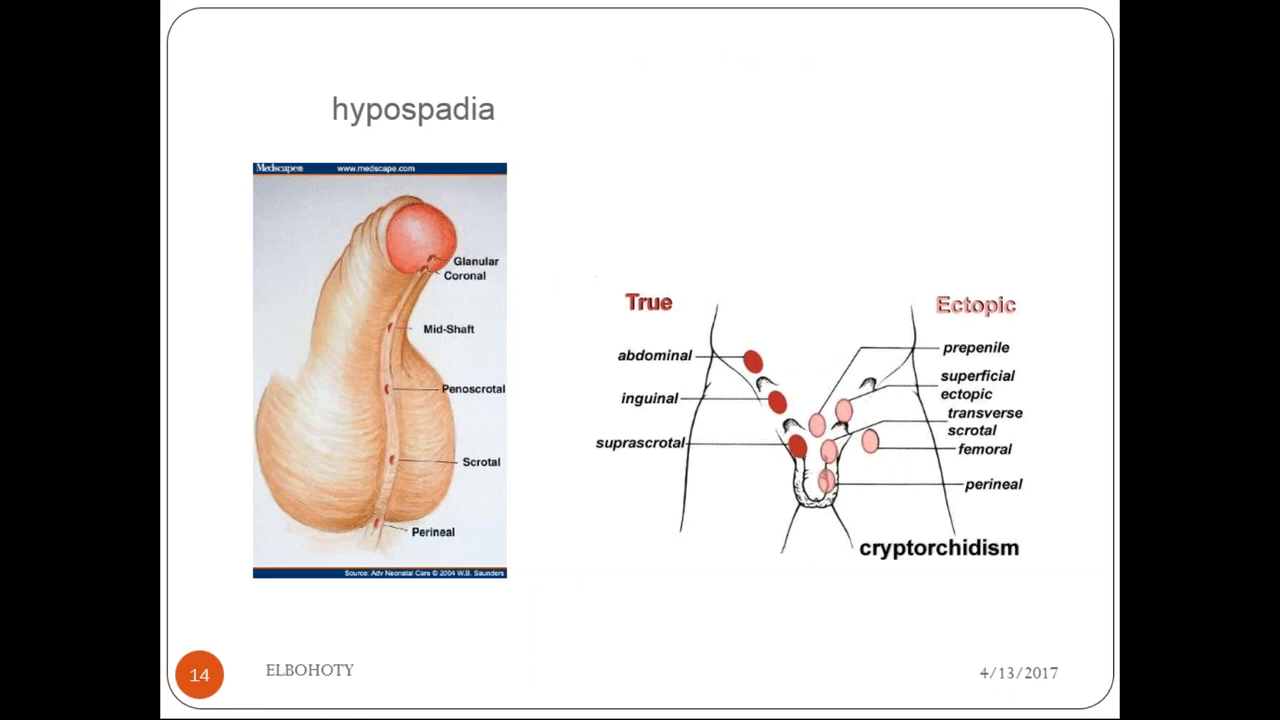 hypospadia
Medscape® www.medscape.com
Glanular
Coronal
Mid-Shaft
Penoscrotal
Scrotal
Perineal
Source: Adv Neonatal Care © 2004 W.B. Saunders
True
Ectopic
abdominal
inguinal
suprascrotal
prepenile
superficial
ectopic
transverse
scrotal
femoral
perineal
cryptorchidism
14
ELBOHOTY
4/13/2017